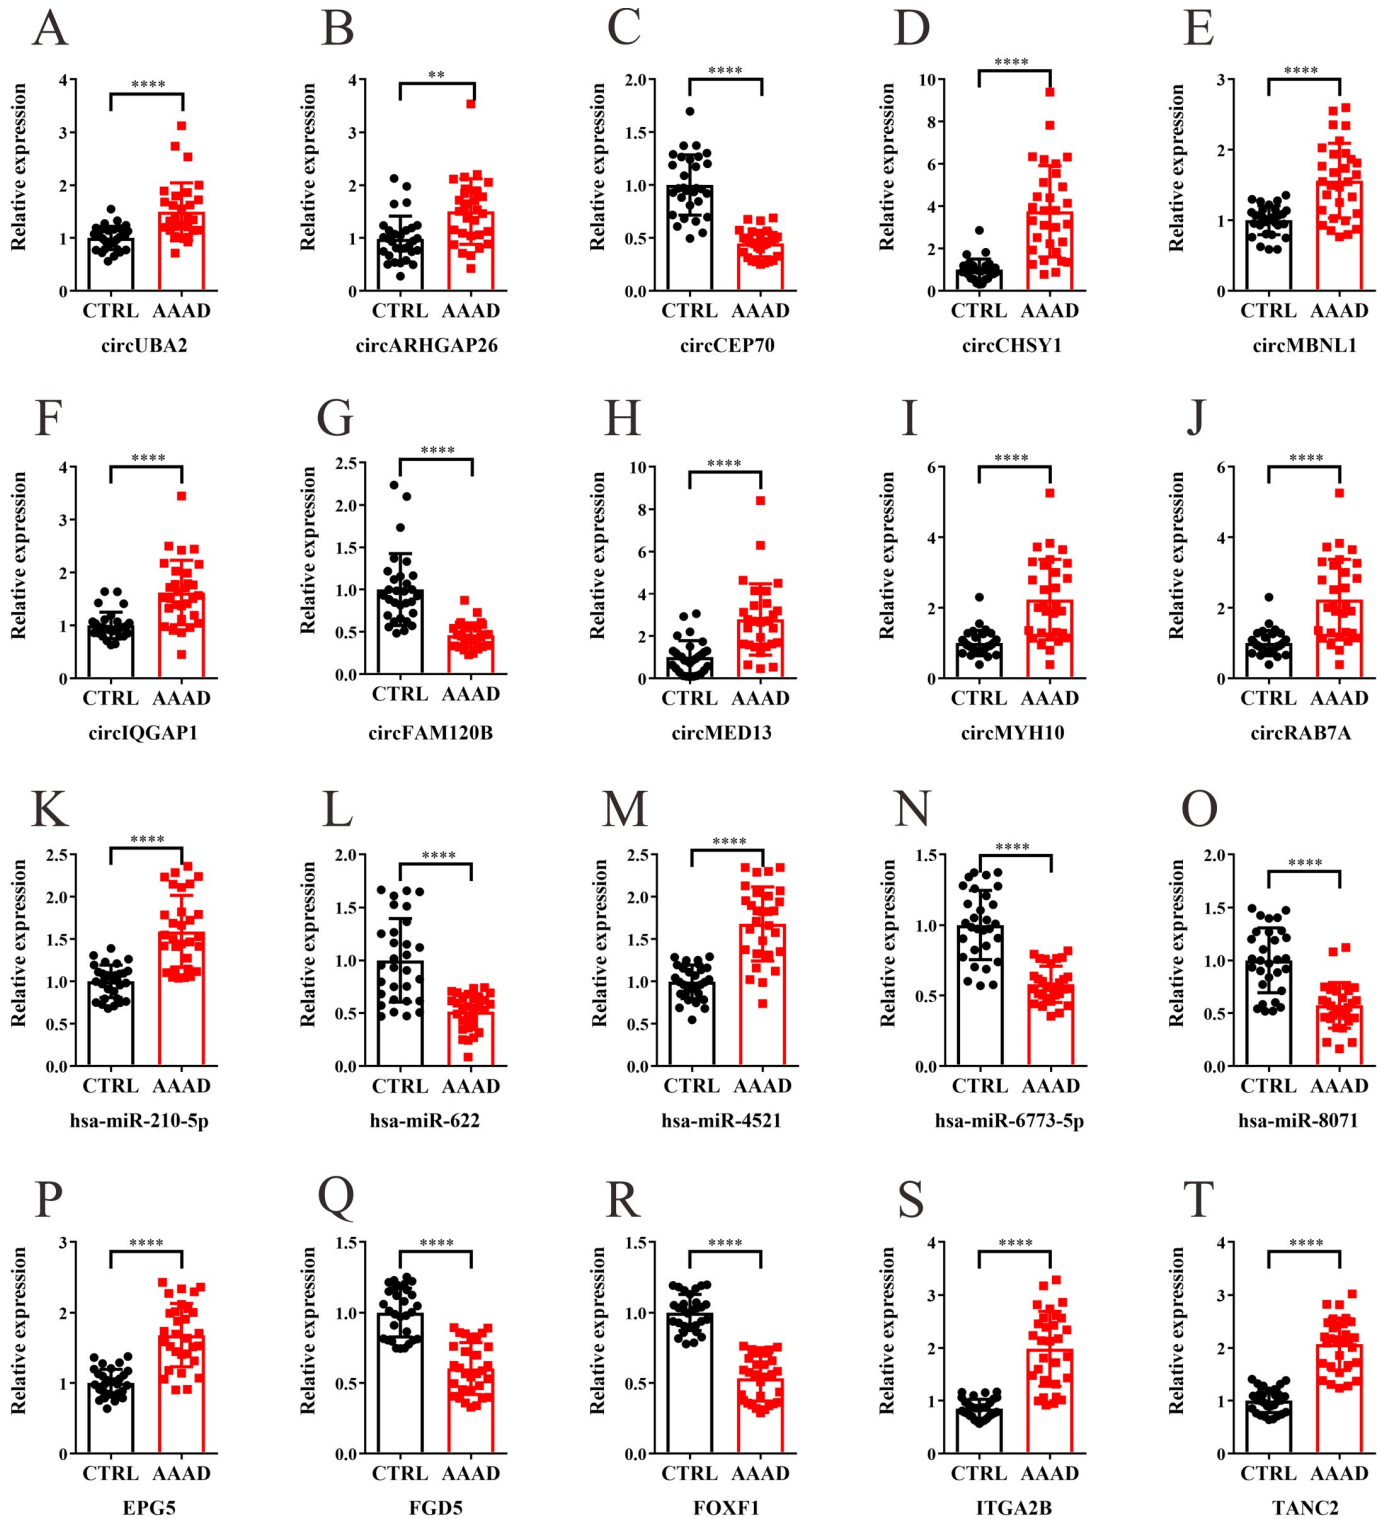 A B C D E
**** ** **** **** ****
Relative expression Relative expression Relative expression Relative expression Relative expression
4 4 2.0 10 3
3 3 1.5 8 2
2 2 1.0 6 1
1 1 0.5 4 0
0 0 0.0 2
0
CTRL AAAD CTRL AAAD CTRL AAAD CTRL AAAD CTRL AAAD
circUBA2 circARHGAP26 circCEP70 circCHSY1 circMBNL1
F G H I J
**** **** **** **** ****
Relative expression Relative expression Relative expression Relative expression Relative expression
4 2.5 10 6 6
3 2.0 8 4 4
2 1.5 6 2 2
1 1.0 4 0 0
0 0.5 2
0.0 0
CTRL AAAD CTRL AAAD CTRL AAAD CTRL AAAD CTRL AAAD
circIQGAP1 circFAM120B circMED13 circMYH10 circRAB7A
K L M N O
**** **** **** **** ****
Relative expression Relative expression Relative expression Relative expression Relative expression
2.5 2.0 2.5 1.5 2.0
2.0 1.5 2.0 1.0 1.5
1.5 1.0 1.5 0.5 1.0
1.0 0.5 1.0 0.0 0.5
0.5 0.0 0.5 0.0
0.0 0.0
CTRL AAAD CTRL AAAD CTRL AAAD CTRL AAAD CTRL AAAD
hsa-miR-210-5p hsa-miR-622 hsa-miR-4521 hsa-miR-6773-5p hsa-miR-8071
P Q R S T
**** **** **** **** ****
Relative expression Relative expression Relative expression Relative expression Relative expression
3 1.5 1.5 4 4
2 1.0 1.0 3 3
1 0.5 0.5 2 2
0 0.0 0.0 1 1
0 0
CTRL AAAD CTRL AAAD CTRL AAAD CTRL AAAD CTRL AAAD
EPG5 FGD5 FOXF1 ITGA2B TANC2